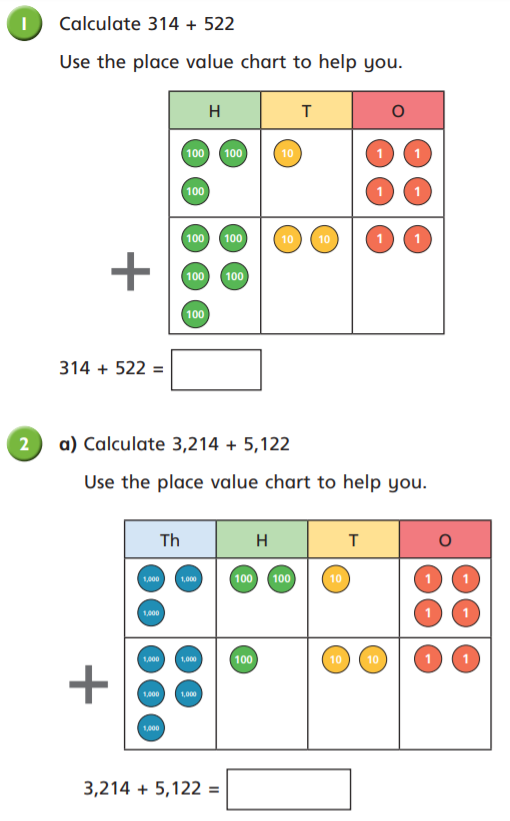 1 Calculate 314 + 522
Use the place value chart to help you.
H T O
100 100 10 1 1
100 1 1
100 100 10 10 1 1
+ 100 100
100
314 + 522 =
2 a) Calculate 3,214 + 5,122
Use the place value chart to help you.
Th H T O
1,000 1,000 100 100 10 1 1
1,000 1 1
1,000 1,000 100 10 10 1 1
+ 1,000 1,000
1,000
3,214 + 5,122 =